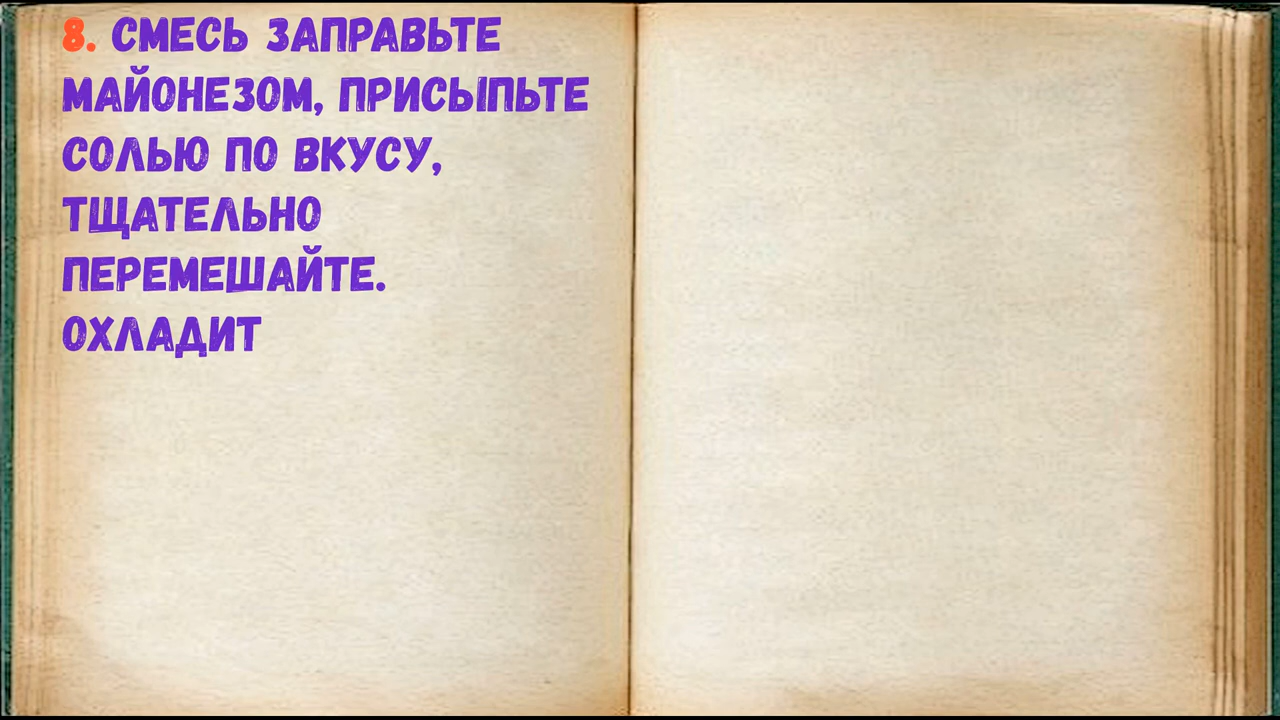 8. СМЕСЬ ЗАПРАВЬТЕ
МАЙОНЕЗОМ, ПРИСЫПЬТЕ
СОЛЬЮ ПО ВКУСУ,
ТЩАТЕЛЬНО
ПЕРЕМЕШАЙТЕ.
ОХЛАДИТ